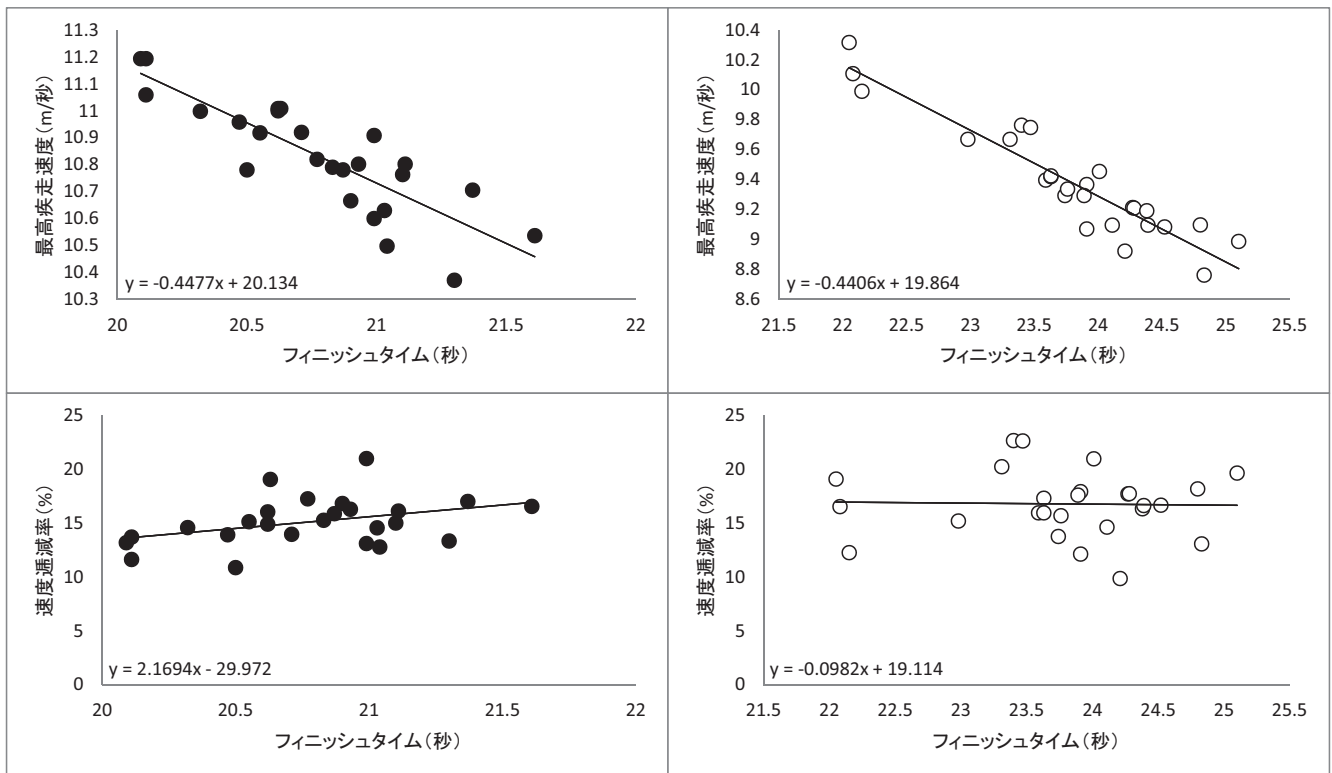 最高疾走速度(m/秒)
11.3
11.2
11.1
11
10.9
10.8
10.7
10.6
10.5
10.4
10.3
y = -0.4477x + 20.134
20 20.5 21 21.5 22
フィニッシュタイム(秒)
最高疾走速度(m/秒)
10.4
10.2
10
9.8
9.6
9.4
9.2
9
8.8
8.6
y = -0.4406x + 19.864
21.5 22 22.5 23 23.5 24 24.5 25 25.5
フィニッシュタイム(秒)
速度逓減率(%)
25
20
15
10
5
0
y = 2.1694x - 29.972
20 20.5 21 21.5 22
フィニッシュタイム(秒)
速度逓減率(%)
25
20
15
10
5
0
y = -0.0982x + 19.114
21.5 22 22.5 23 23.5 24 24.5 25 25.5
フィニッシュタイム(秒)